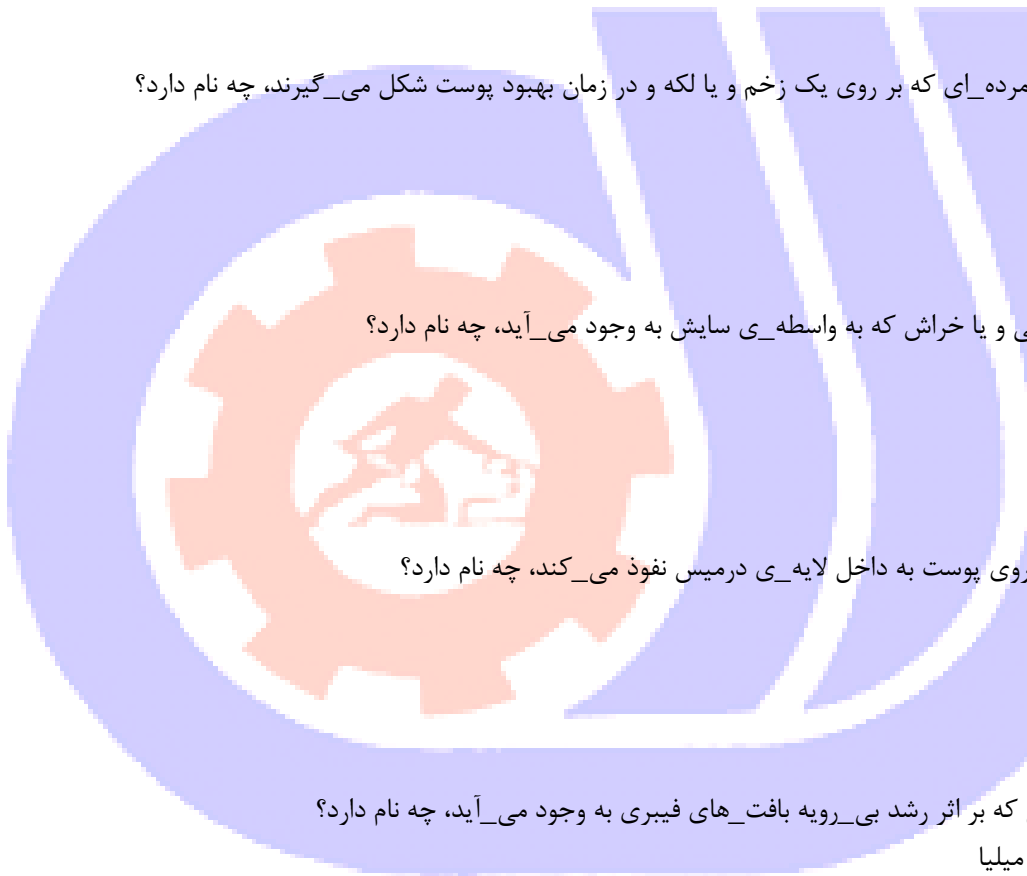 مرده_ای که بر روی یک زخم و یا لکه و در زمان بهبود پوست شکل می_گیرند، چه نام دارد؟
و یا خراش که به واسطه_ی سایش به وجود می_آید، چه نام دارد؟
روی پوست به داخل لایه_ی درمیس نفوذ می_کند، چه نام دارد؟
که بر اثر رشد بی_رویه بافت_های فیبری به وجود می_آید، چه نام دارد؟
میلیا